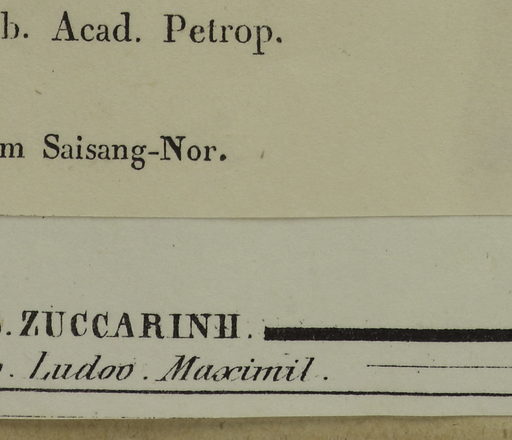 b. Acad. Petrop.
m Saisang-Nor.
. ZUCCARINII.
. Ludov. Maximil.